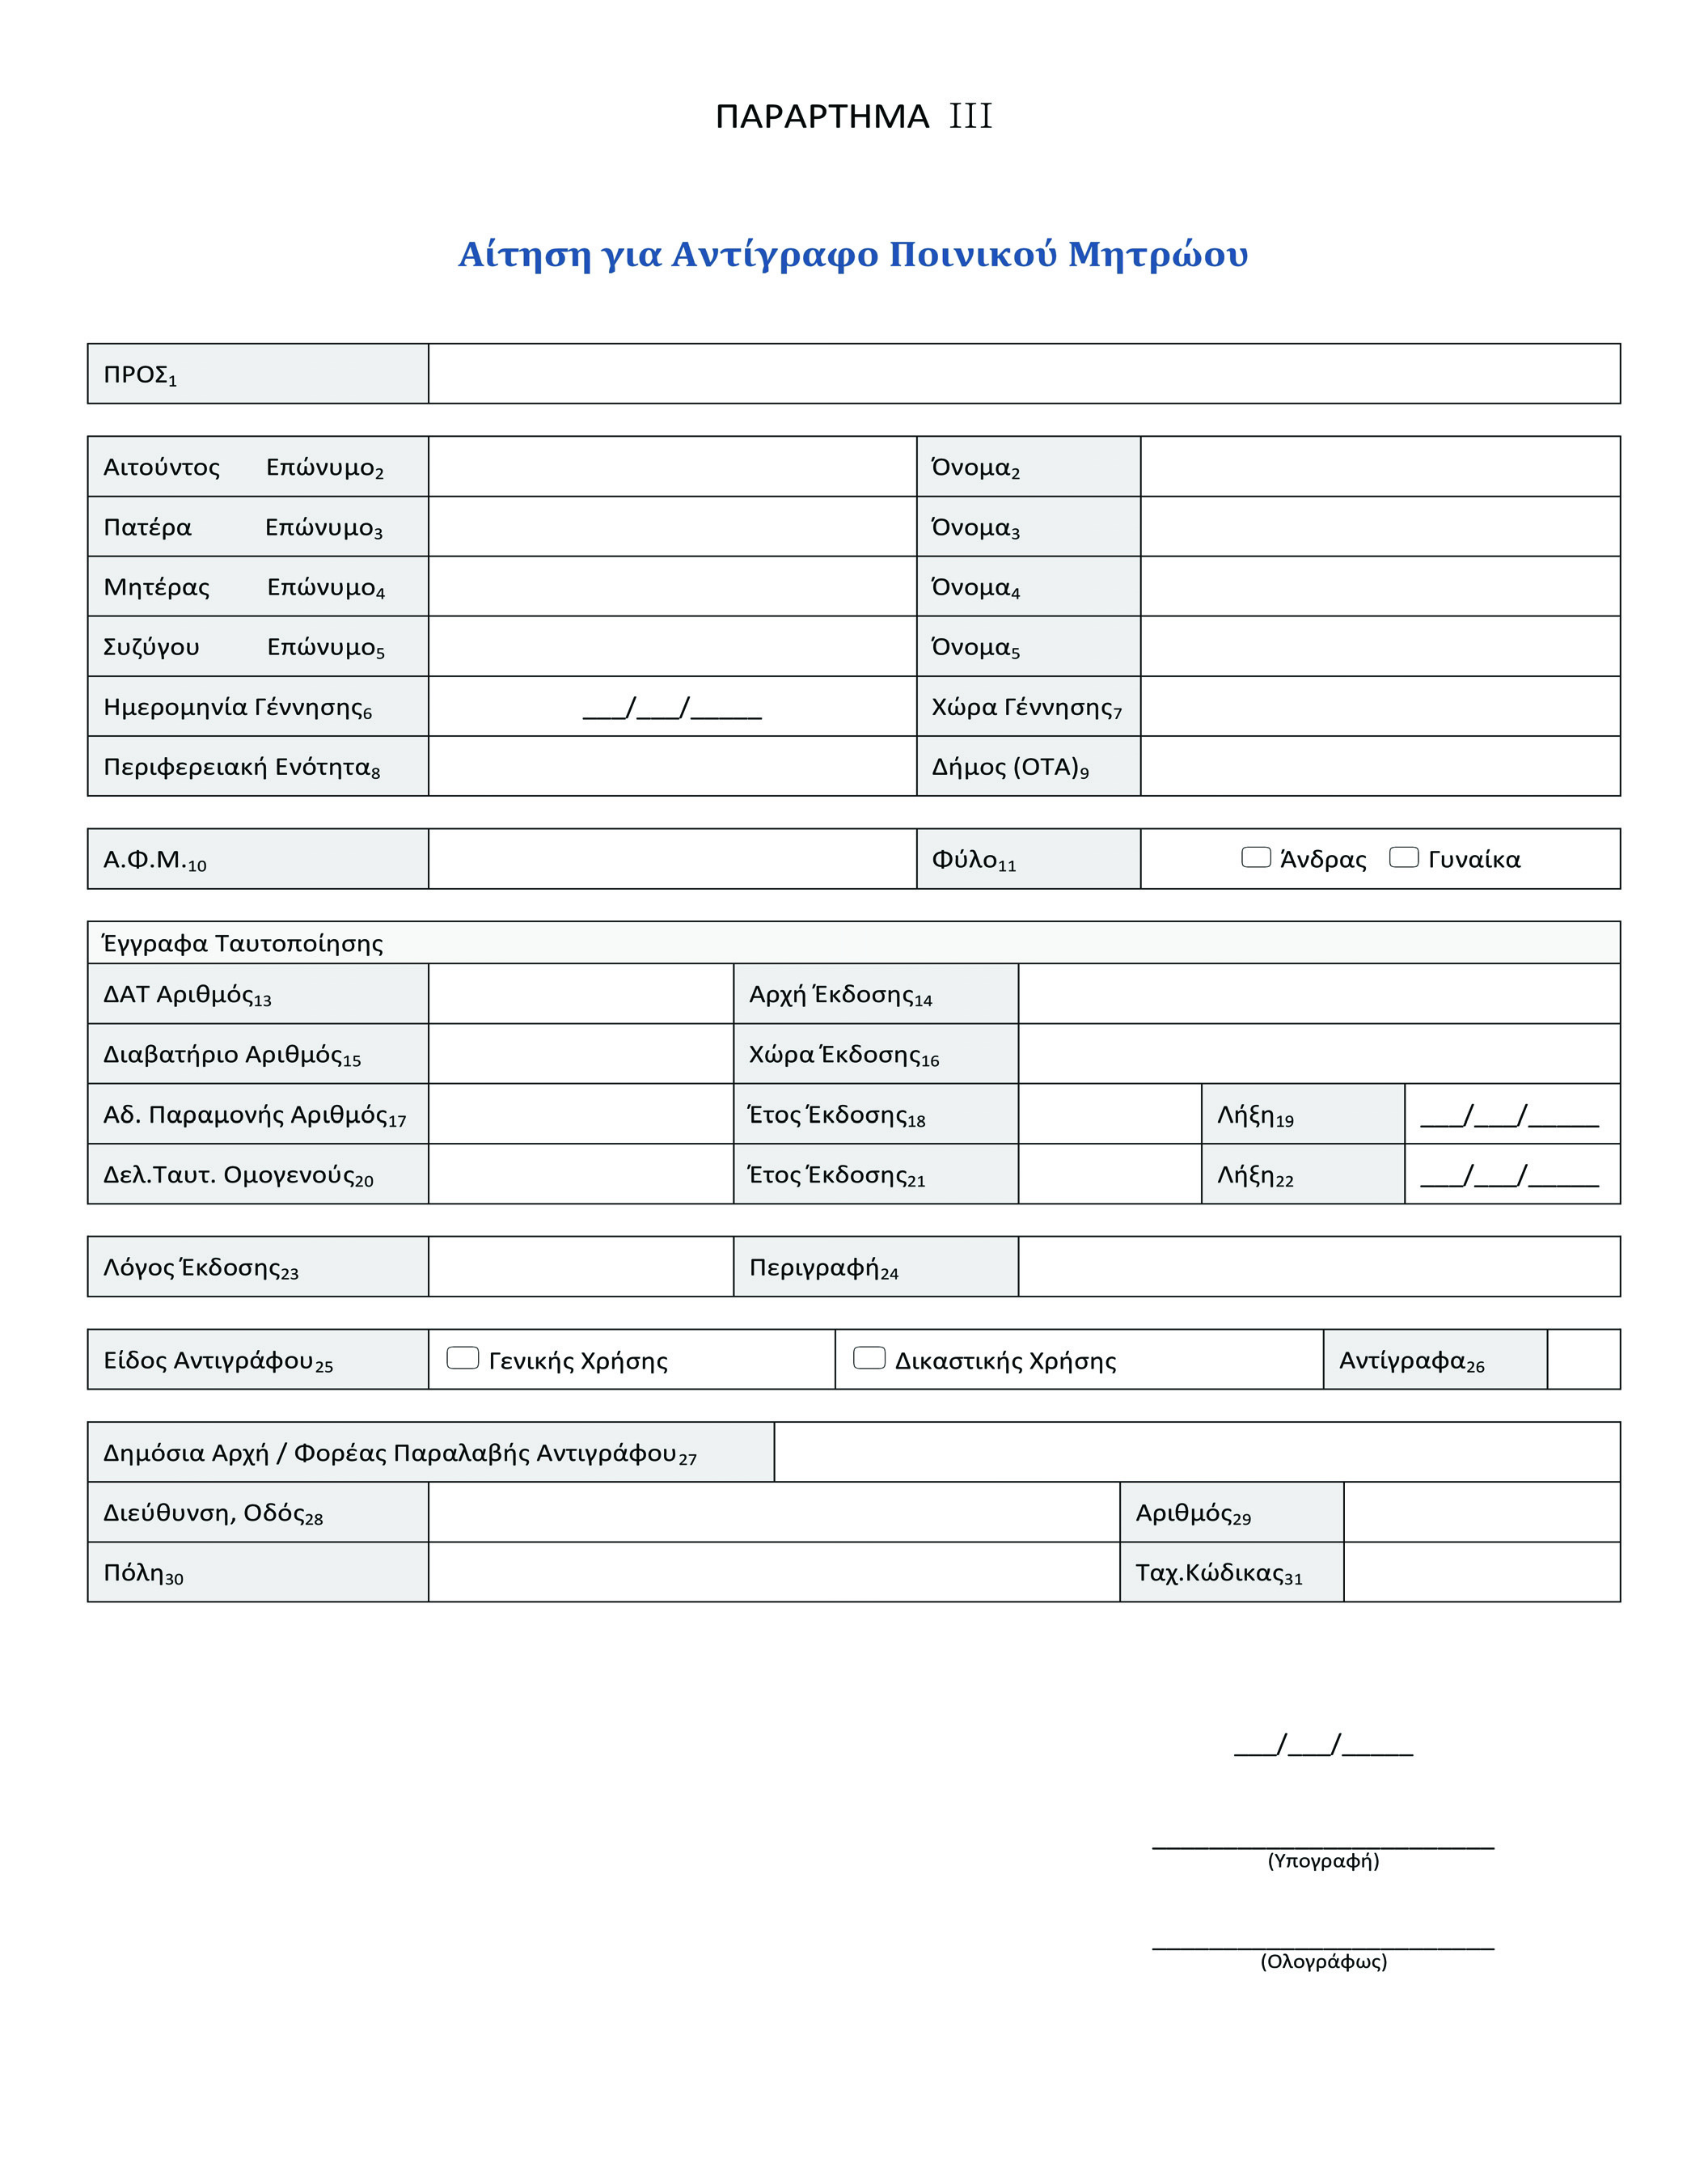 ΠΑΡΑΡΤΗΜΑ III
Αίτηση για Αντίγραφο Ποινικού Μητρώου
ΠΡΟΣ1
Αιτούντος Επώνυμο2 Όνομα2
Πατέρα Επώνυμο3 Όνομα3
Μητέρας Επώνυμο4 Όνομα4
Συζύγου Επώνυμο5 Όνομα5
Ημερομηνία Γέννησης6 ___/___/_____ Χώρα Γέννησης7
Περιφερειακή Ενότητα8 Δήμος (ΟΤΑ)9
Α.Φ.Μ.10 Φύλο11 Άνδρας Γυναίκα
Έγγραφα Ταυτοποίησης
ΔΑΤ Αριθμός13 Αρχή Έκδοσης14
Διαβατήριο Αριθμός15 Χώρα Έκδοσης16
Αδ. Παραμονής Αριθμός17 Έτος Έκδοσης18 Λήξη19 ___/___/_____
Δελ.Ταυτ. Ομογενούς20 Έτος Έκδοσης21 Λήξη22 ___/___/_____
Λόγος Έκδοσης23 Περιγραφή24
Είδος Αντιγράφου25 Γενικής Χρήσης Δικαστικής Χρήσης Αντίγραφα26
Δημόσια Αρχή / Φορέας Παραλαβής Αντιγράφου27
Διεύθυνση, Οδός28 Αριθμός29
Πόλη30 Ταχ.Κώδικας31
___/___/_____
(Υπογραφή)
(Ολογράφως)